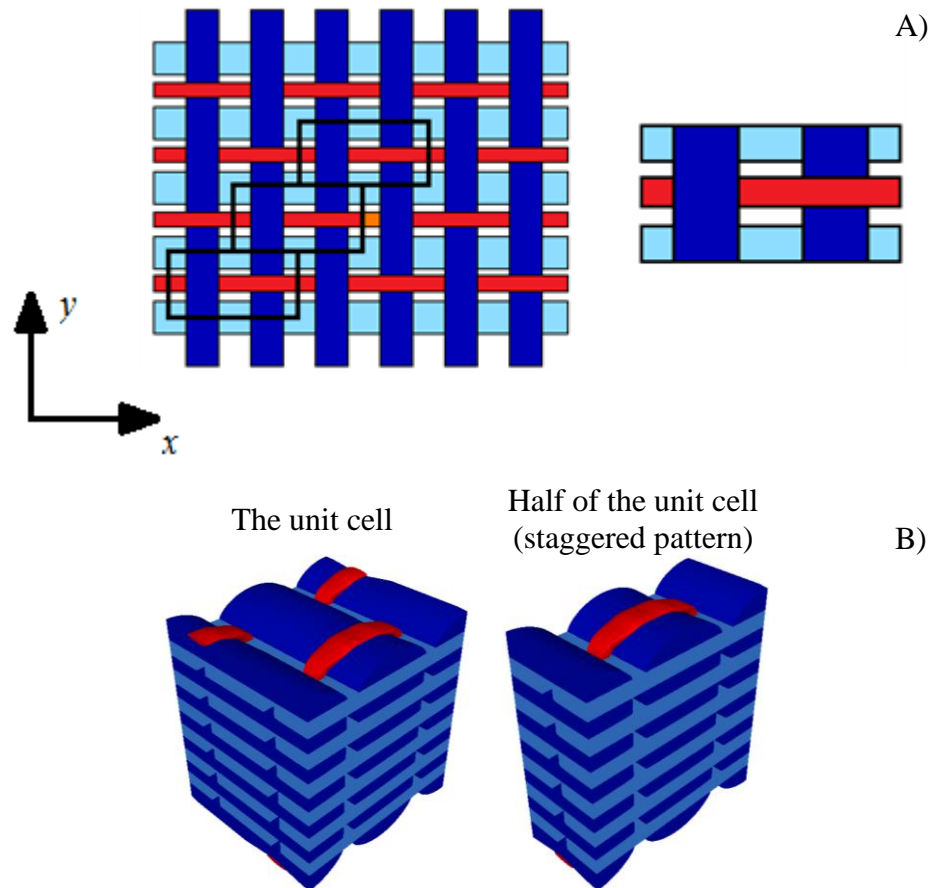 A)
y
x
The unit cell
Half of the unit cell
(staggered pattern)
B)